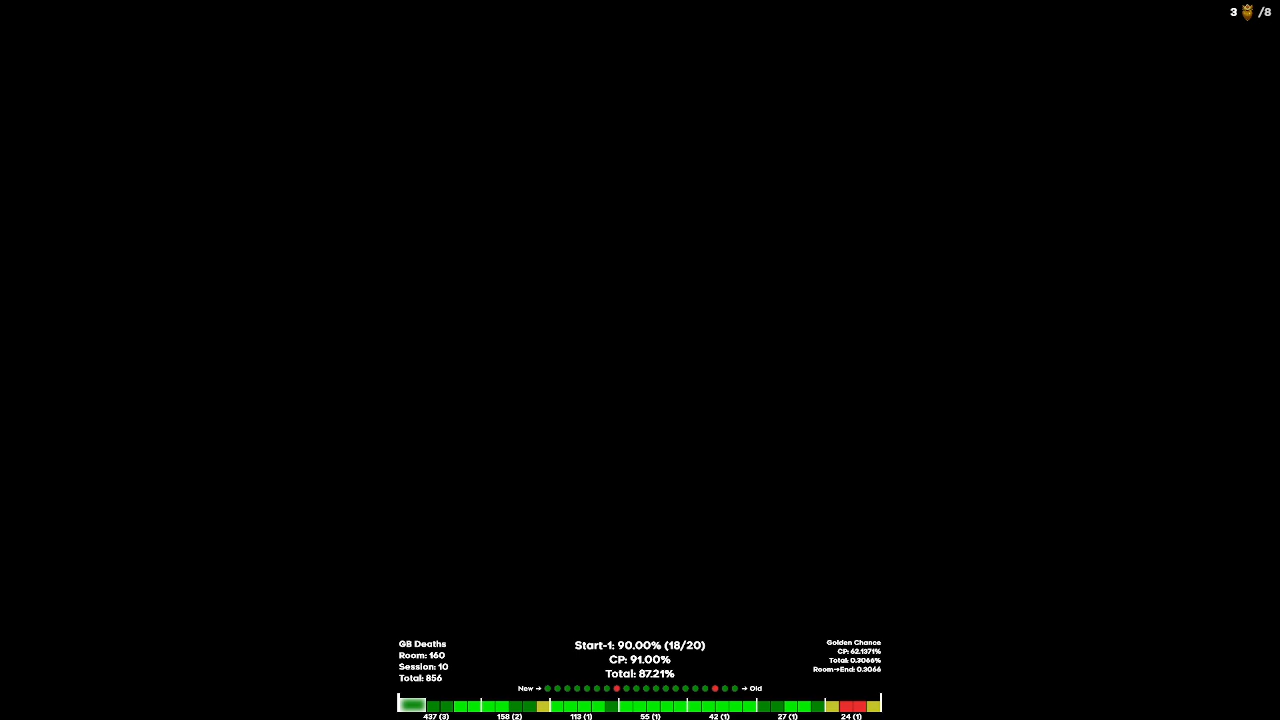 3 /8
GB Deaths
Room: 160
Session: 10
Total: 856
Start-1: 90.00% (18/20)
CP: 91.00%
Total: 87.21%
Golden Chance
CP: 62.1371%
Total: 0.3066%
Room→End: 0.3066
New → → Old
437 (3) 158 (2) 113 (1) 55 (1) 42 (1) 27 (1) 24 (1)